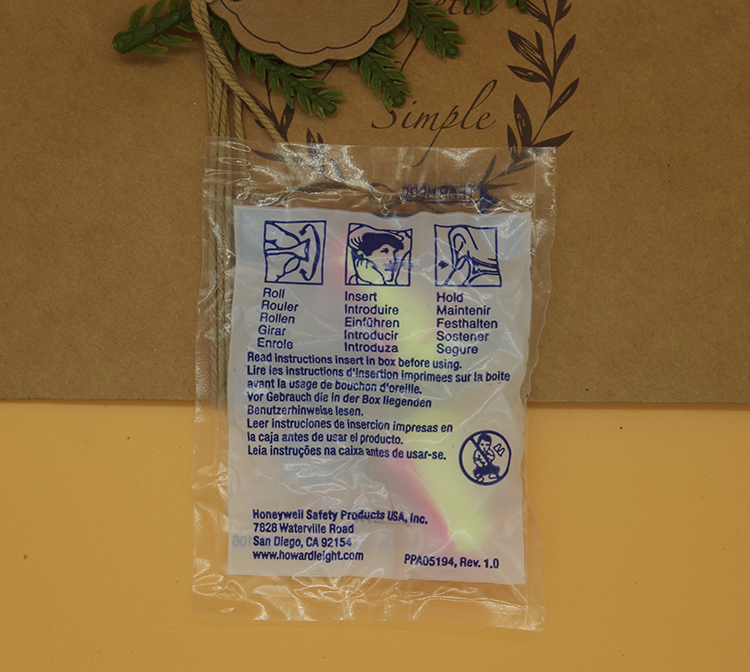 Simple
Roll
Rouler
Rollen
Girar
Enrole
Insert
Introduire
Einführen
Introducir
Introduza
Hold
Maintenir
Festhalten
Sostener
Segure
Read instructions insert in box before using.
Lire les instructions d'insertion imprimees sur la boite
avant la usage de bouchon d'oreille.
Vor Gebrauch die in der Box liegenden
Benutzerhinweise lesen.
Leer instruciones de insercion impresas en
la caja antes de usar el producto.
Leia instruções na caixa antes de usar-se.
Honeywell Safety Products USA, Inc.
7828 Waterville Road
San Diego, CA 92154
www.howardleight.com
PPA05194, Rev. 1.0